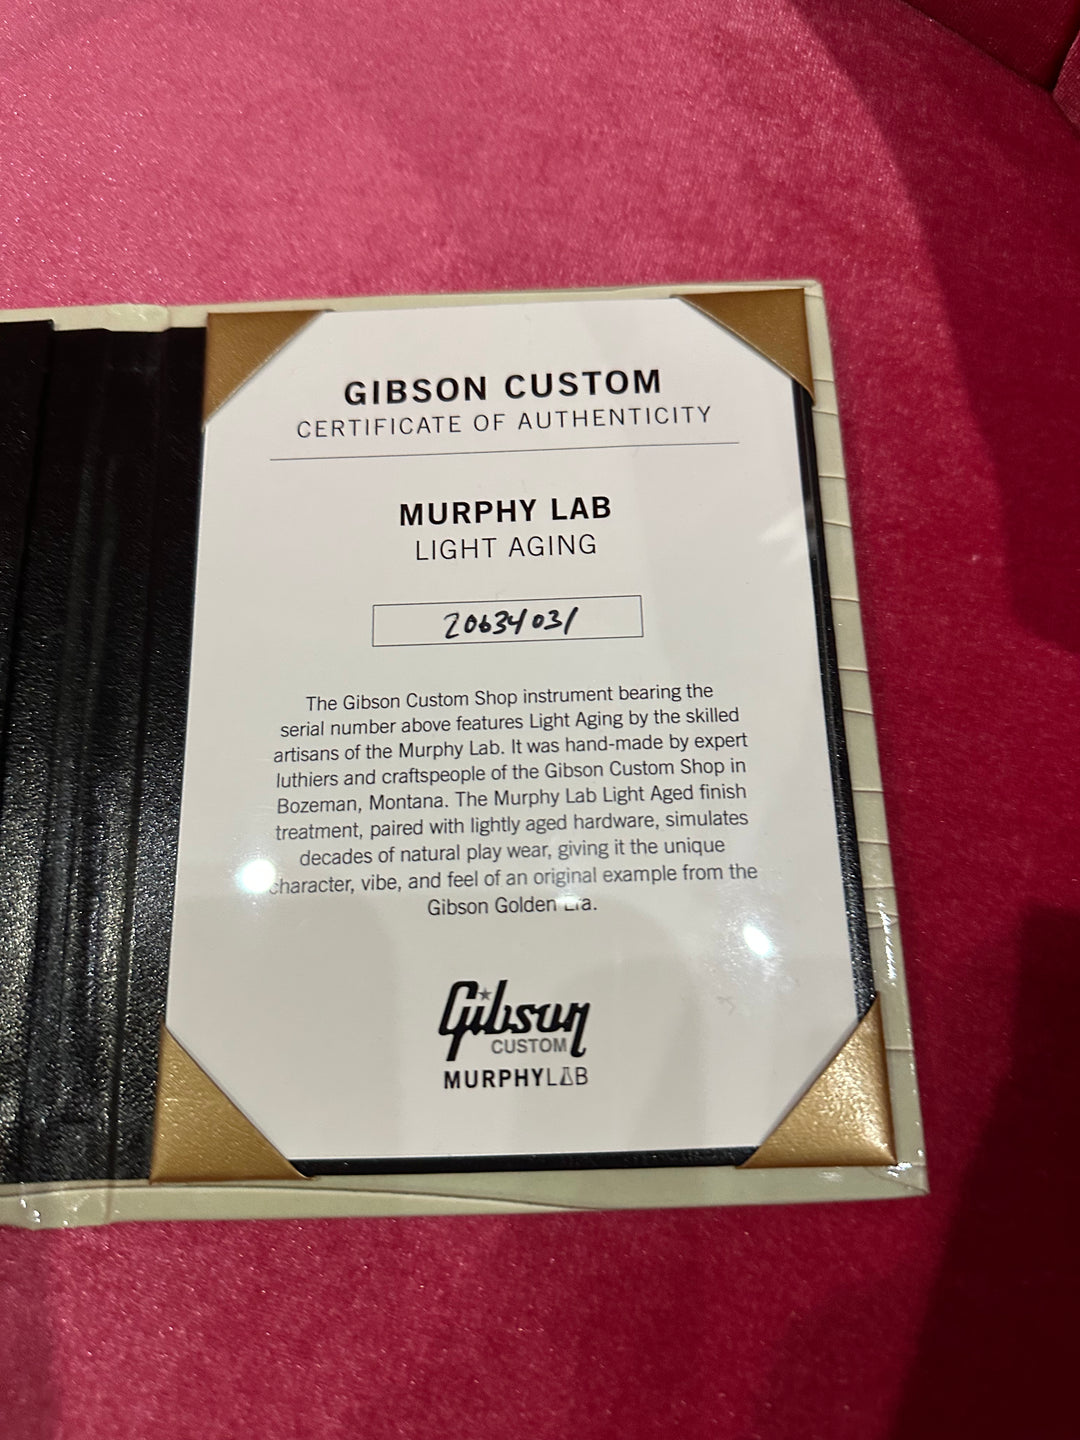 GIBSON CUSTOM
CERTIFICATE OF AUTHENTICITY
MURPHY LAB
LIGHT AGING
20634031
The Gibson Custom Shop instrument bearing the
serial number above features Light Aging by the skilled
artisans of the Murphy Lab. It was hand-made by expert
luthiers and craftspeople of the Gibson Custom Shop in
Bozeman, Montana. The Murphy Lab Light Aged finish
treatment, paired with lightly aged hardware, simulates
decades of natural play wear, giving it the unique
character, vibe, and feel of an original example from the
Gibson Golden Era.
Gibson
CUSTOM
MURPHYLAB